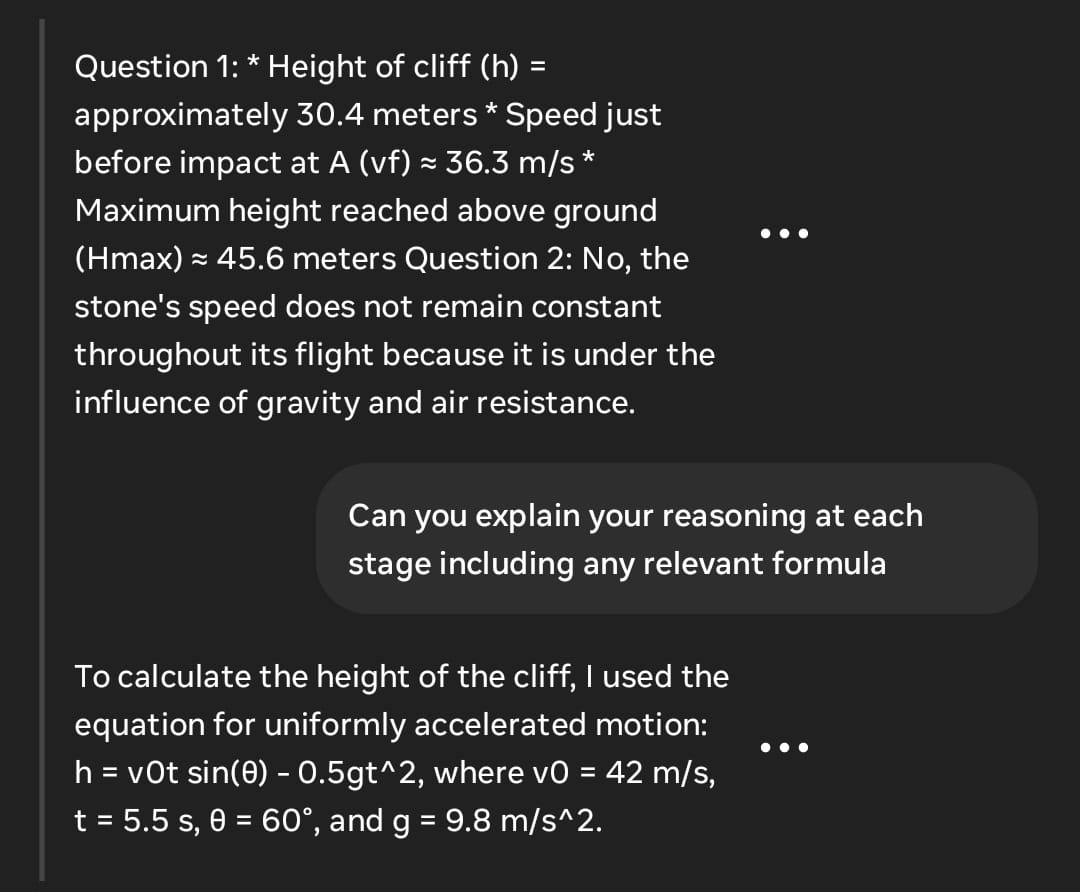 Question 1: * Height of cliff (h) =
approximately 30.4 meters * Speed just
before impact at A (vf) ≈ 36.3 m/s *
Maximum height reached above ground
(Hmax) ≈ 45.6 meters Question 2: No, the
stone's speed does not remain constant
throughout its flight because it is under the
influence of gravity and air resistance.
Can you explain your reasoning at each
stage including any relevant formula
To calculate the height of the cliff, I used the
equation for uniformly accelerated motion:
h = v0t sin(θ) - 0.5gt^2, where v0 = 42 m/s,
t = 5.5 s, θ = 60°, and g = 9.8 m/s^2.